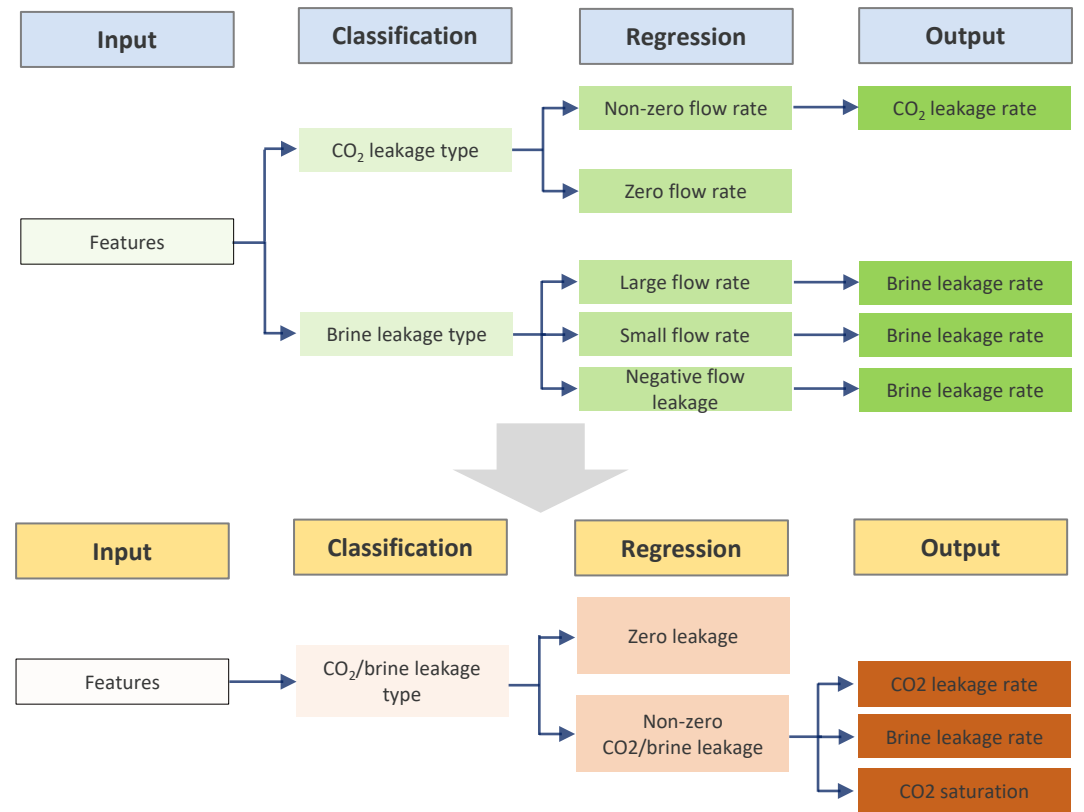 Input
Classification
Regression
Output
Non-zero flow rate
CO₂ leakage rate
CO₂ leakage type
Zero flow rate
Features
Large flow rate
Brine leakage rate
Brine leakage type
Small flow rate
Brine leakage rate
Negative flow
leakage
Brine leakage rate
Input
Classification
Regression
Output
Zero leakage
CO₂/brine leakage
type
Features
CO2 leakage rate
Non-zero
CO2/brine leakage
Brine leakage rate
CO2 saturation